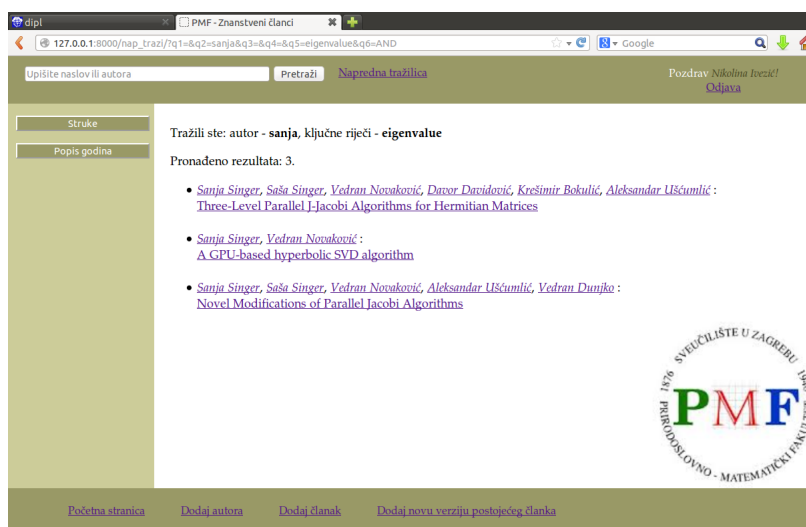 dipl
PMF - Znanstveni članci
127.0.0.1:8000/nap_trazi/?q1=&q2=sanja&q3=&q4=&q5=eigenvalue&q6=AND
Google
Upišite naslov ili autora
Pretraži
Napredna tražilica
Pozdrav Nikolina Ivezić!
Odjava
Struke
Popis godina
Tražili ste: autor - sanja, ključne riječi - eigenvalue
Pronađeno rezultata: 3.
• Sanja Singer, Saša Singer, Vedran Novaković, Davor Davidović, Krešimir Bokulić, Aleksandar Ušćumlić :
Three-Level Parallel J-Jacobi Algorithms for Hermitian Matrices
• Sanja Singer, Vedran Novaković :
A GPU-based hyperbolic SVD algorithm
• Sanja Singer, Saša Singer, Vedran Novaković, Aleksandar Ušćumlić, Vedran Dunjko :
Novel Modifications of Parallel Jacobi Algorithms
SVEUČILIŠTE U ZAGREBU
1876
PMF
PRIRODOSLOVNO - MATEMATIČKI FAKULTET
Početna stranica
Dodaj autora
Dodaj članak
Dodaj novu verziju postojećeg članka